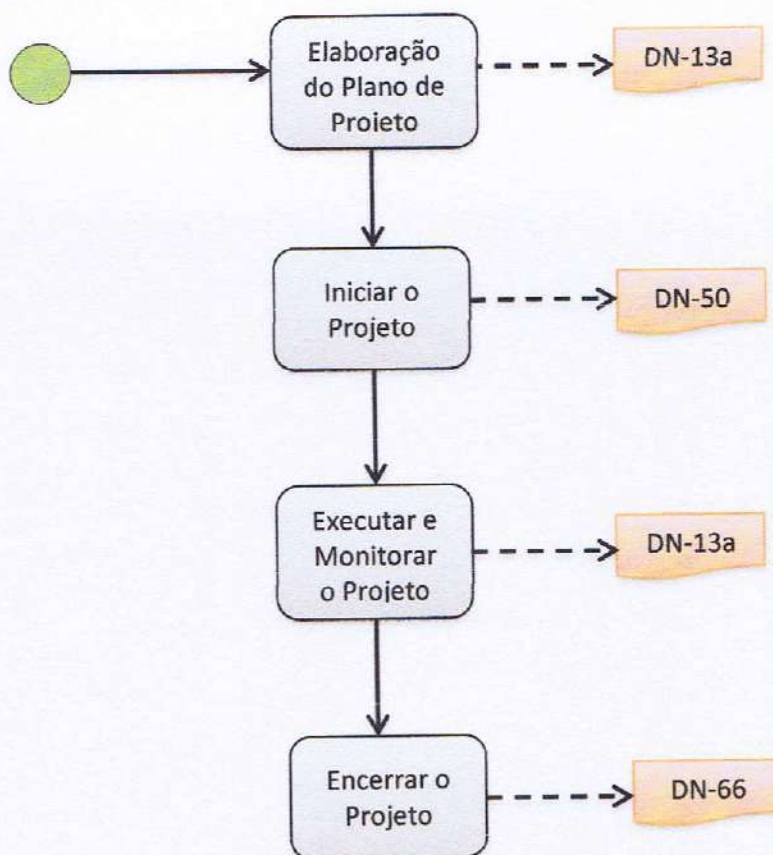 Elaboração
do Plano de
Projeto
DN-13a
Iniciar o
Projeto
DN-50
Executar e
Monitorar
o Projeto
DN-13a
Encerrar o
Projeto
DN-66